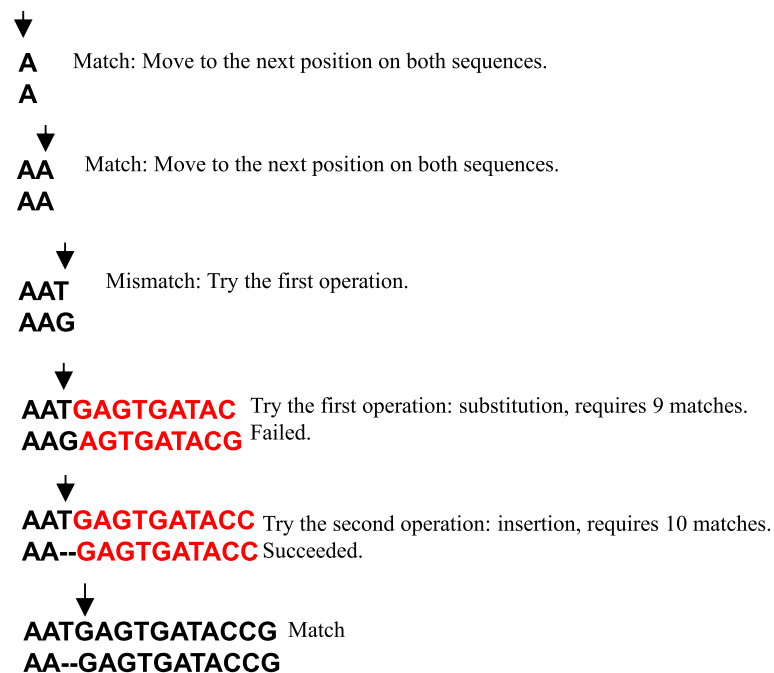 A Match: Move to the next position on both sequences.
A
AA Match: Move to the next position on both sequences.
AA
AAT Mismatch: Try the first operation.
AAG
AATGAGTGATAC Try the first operation: substitution, requires 9 matches.
AAGAGTGATACG Failed.
AATGAGTGATACC Try the second operation: insertion, requires 10 matches.
AA--GAGTGATACC Succeeded.
AATGAGTGATACCG Match
AA--GAGTGATACCG